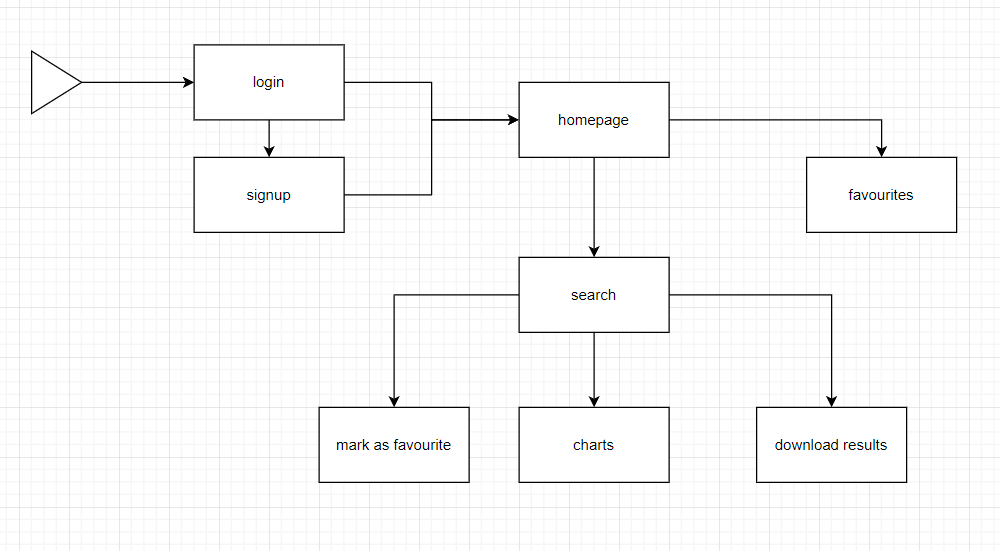 login
homepage
signup
favourites
search
mark as favourite
charts
download results